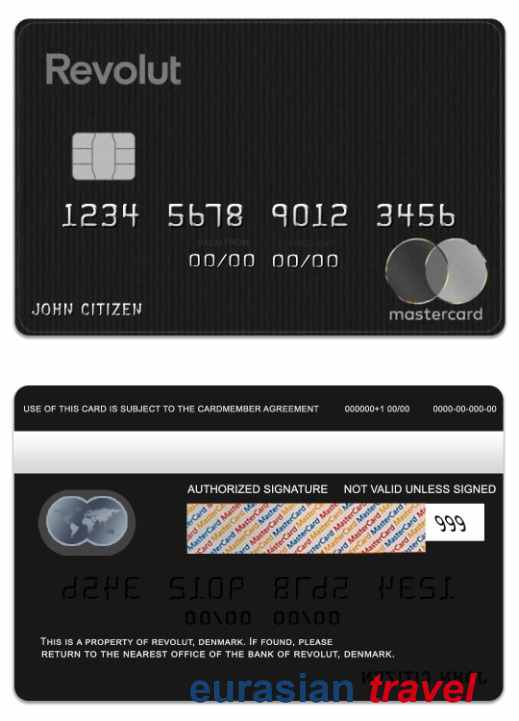 Revolut
1234 5678 9012 3456
00/00 00/00
JOHN CITIZEN
mastercard
USE OF THIS CARD IS SUBJECT TO THE CARDMEMBER AGREEMENT 000000+1 00/00 0000-00-000-00
AUTHORIZED SIGNATURE NOT VALID UNLESS SIGNED
MasterCard MasterCard MasterCard
999
THIS IS A PROPERTY OF REVOLUT, DENMARK. IF FOUND, PLEASE
RETURN TO THE NEAREST OFFICE OF THE BANK OF REVOLUT, DENMARK.
eurasian travel